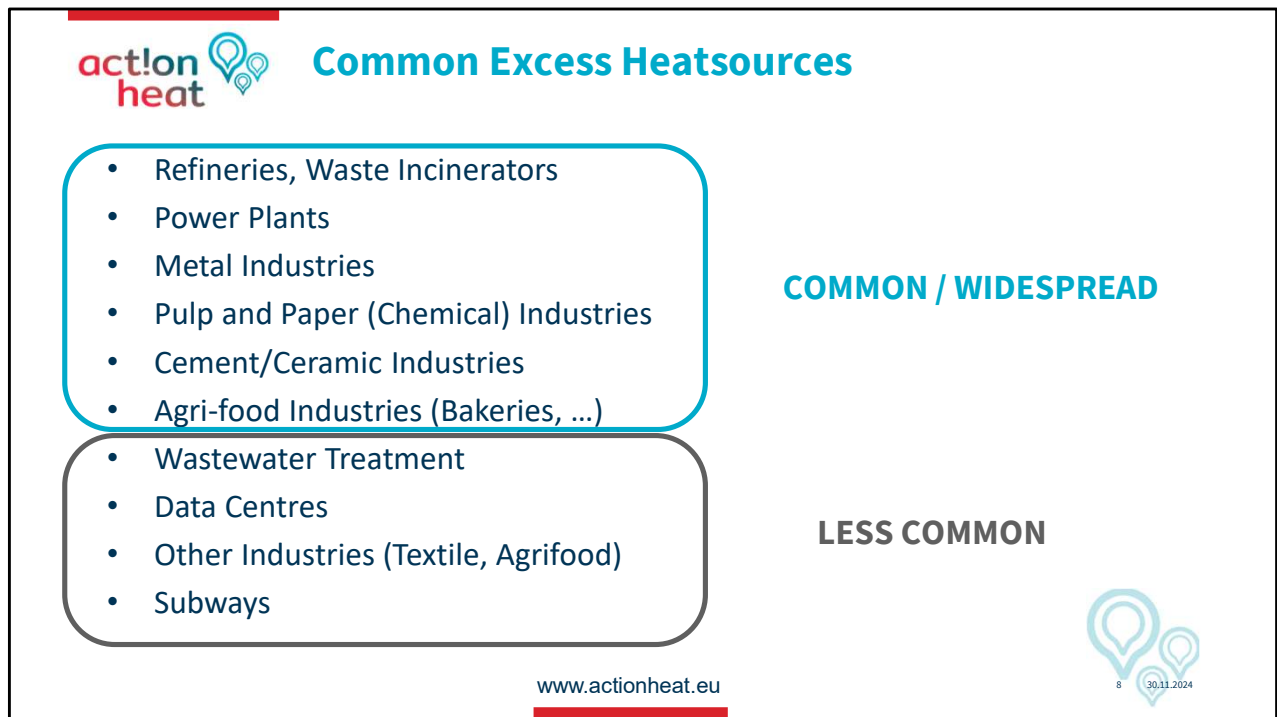 act!on
heat
Common Excess Heatsources
• Refineries, Waste Incinerators
• Power Plants
• Metal Industries
• Pulp and Paper (Chemical) Industries
• Cement/Ceramic Industries
• Agri-food Industries (Bakeries, …)
COMMON / WIDESPREAD
• Wastewater Treatment
• Data Centres
• Other Industries (Textile, Agrifood)
• Subways
LESS COMMON
www.actionheat.eu
8 30.11.2024